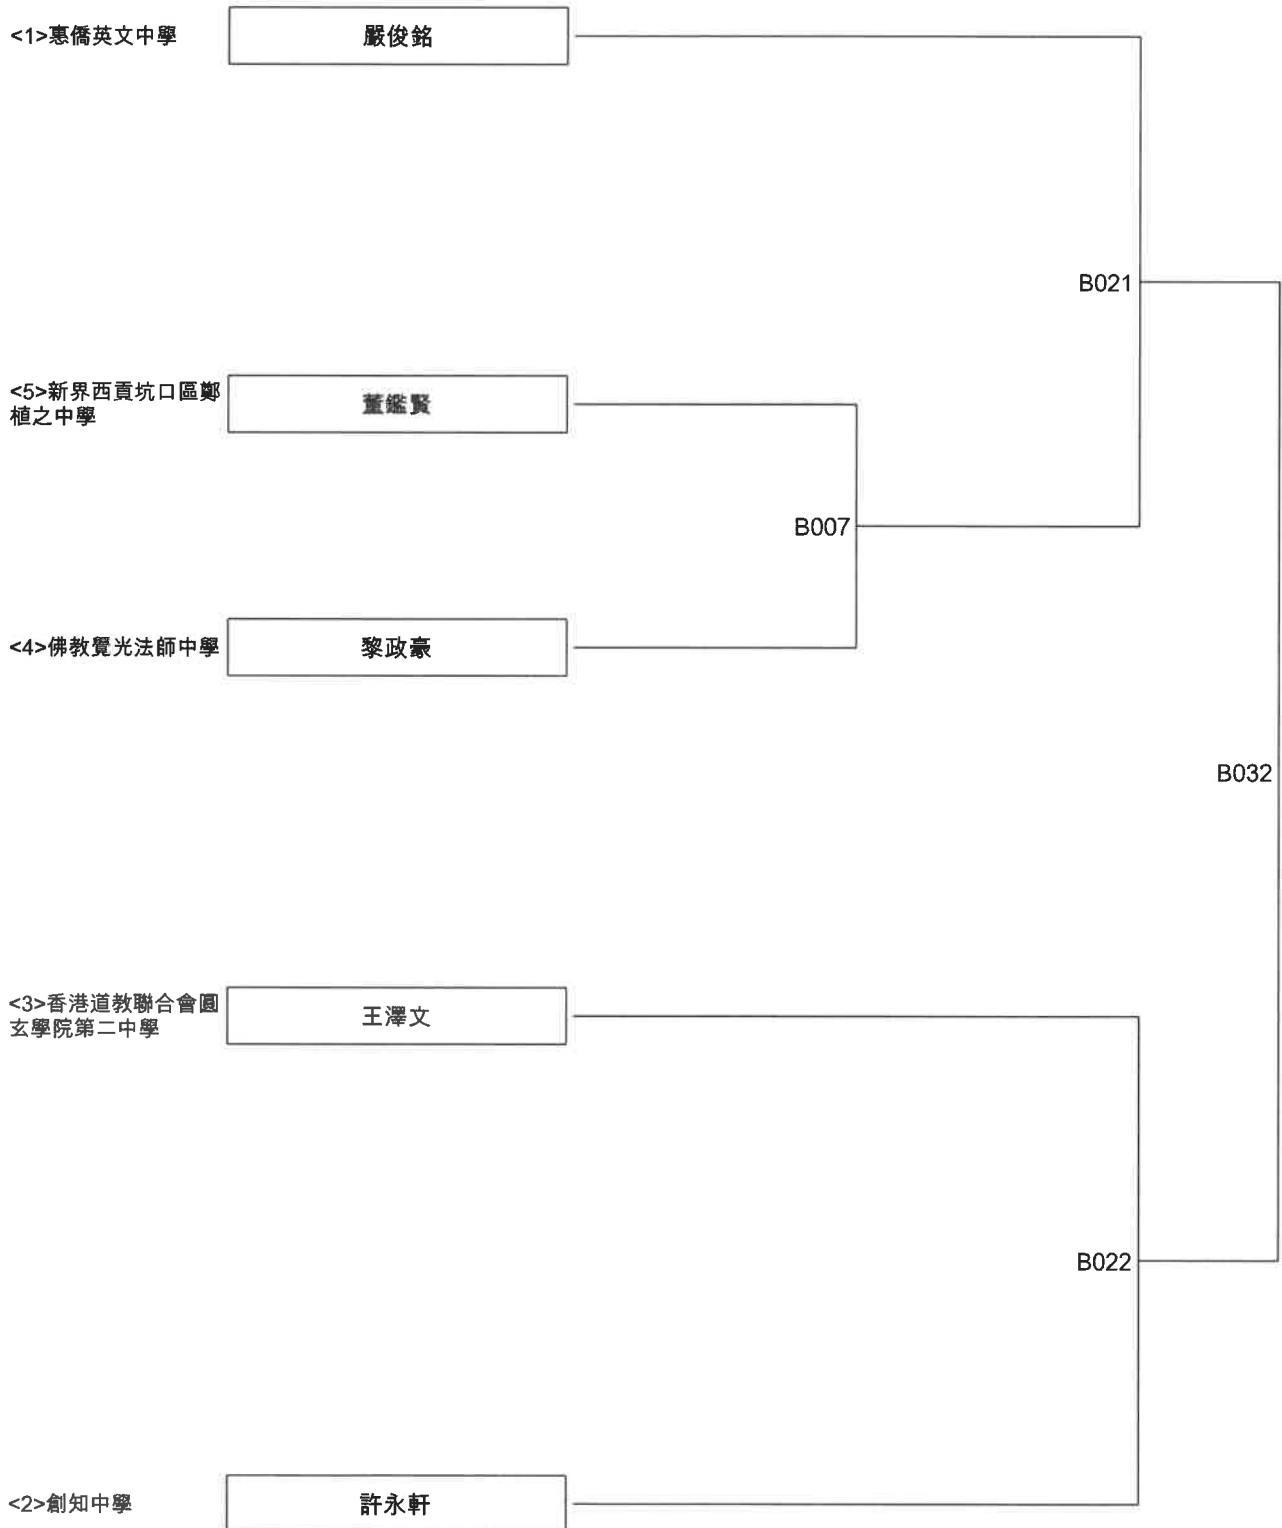 <1>惠僑英文中學
嚴俊銘
B021
<5>新界西貢坑口區鄭
植之中學
董鑑賢
B007
<4>佛教覺光法師中學
黎政豪
B032
<3>香港道教聯合會圓
玄學院第二中學
王澤文
B022
<2>創知中學
許永軒